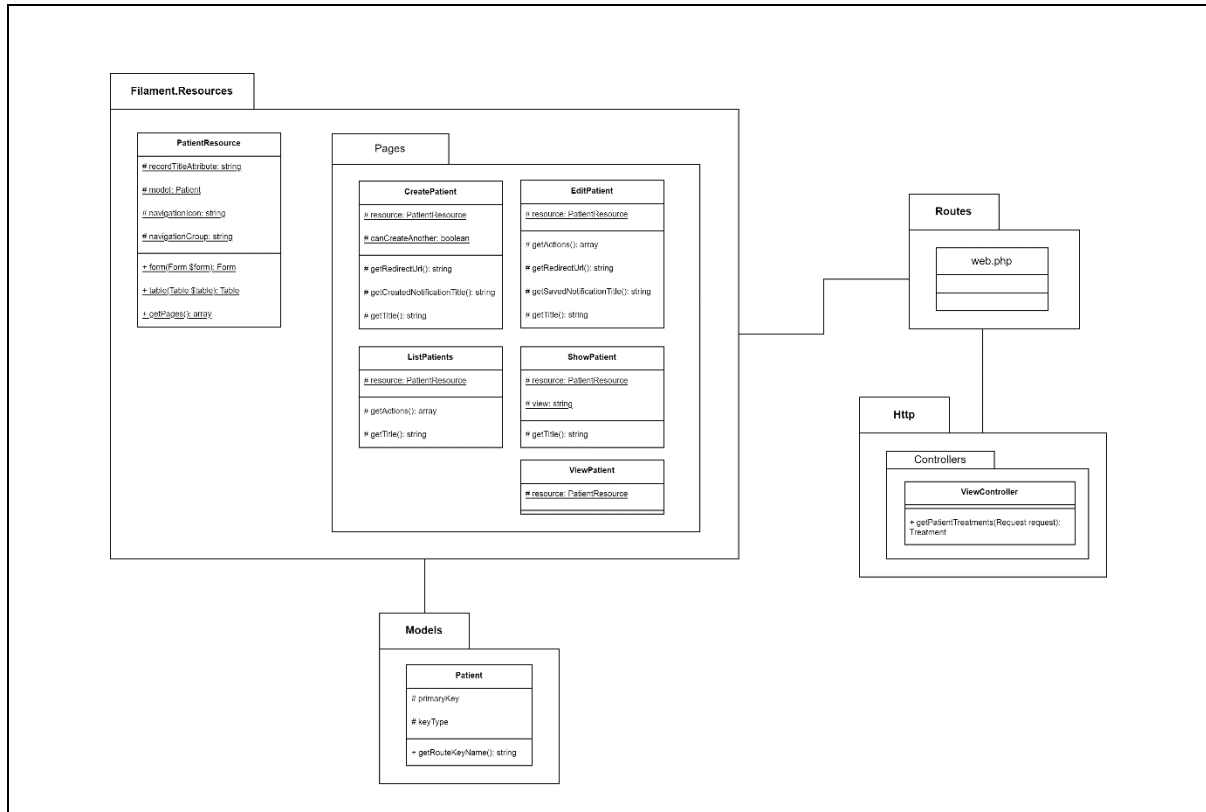 Filament.Resources
PatientResource
# recordTitleAttribute: string
# model: Patient
# navigationIcon: string
# navigationGroup: string
+ form(Form $form): Form
+ table(Table $table): Table
+ getPages(): array
Pages
CreatePatient
# resource: PatientResource
# canCreateAnother: boolean
# getRedirectUrl(): string
# getCreatedNotificationTitle(): string
# getTitle(): string
EditPatient
# resource: PatientResource
# getActions(): array
# getRedirectUrl(): string
# getSavedNotificationTitle(): string
# getTitle(): string
ListPatients
# resource: PatientResource
# getActions(): array
# getTitle(): string
ShowPatient
# resource: PatientResource
# view: string
# getTitle(): string
ViewPatient
# resource: PatientResource
Routes
web.php
Http
Controllers
ViewController
+ getPatientTreatments(Request request):
Treatment
Models
Patient
# primaryKey
# keyType
+ getRouteKeyName(): string